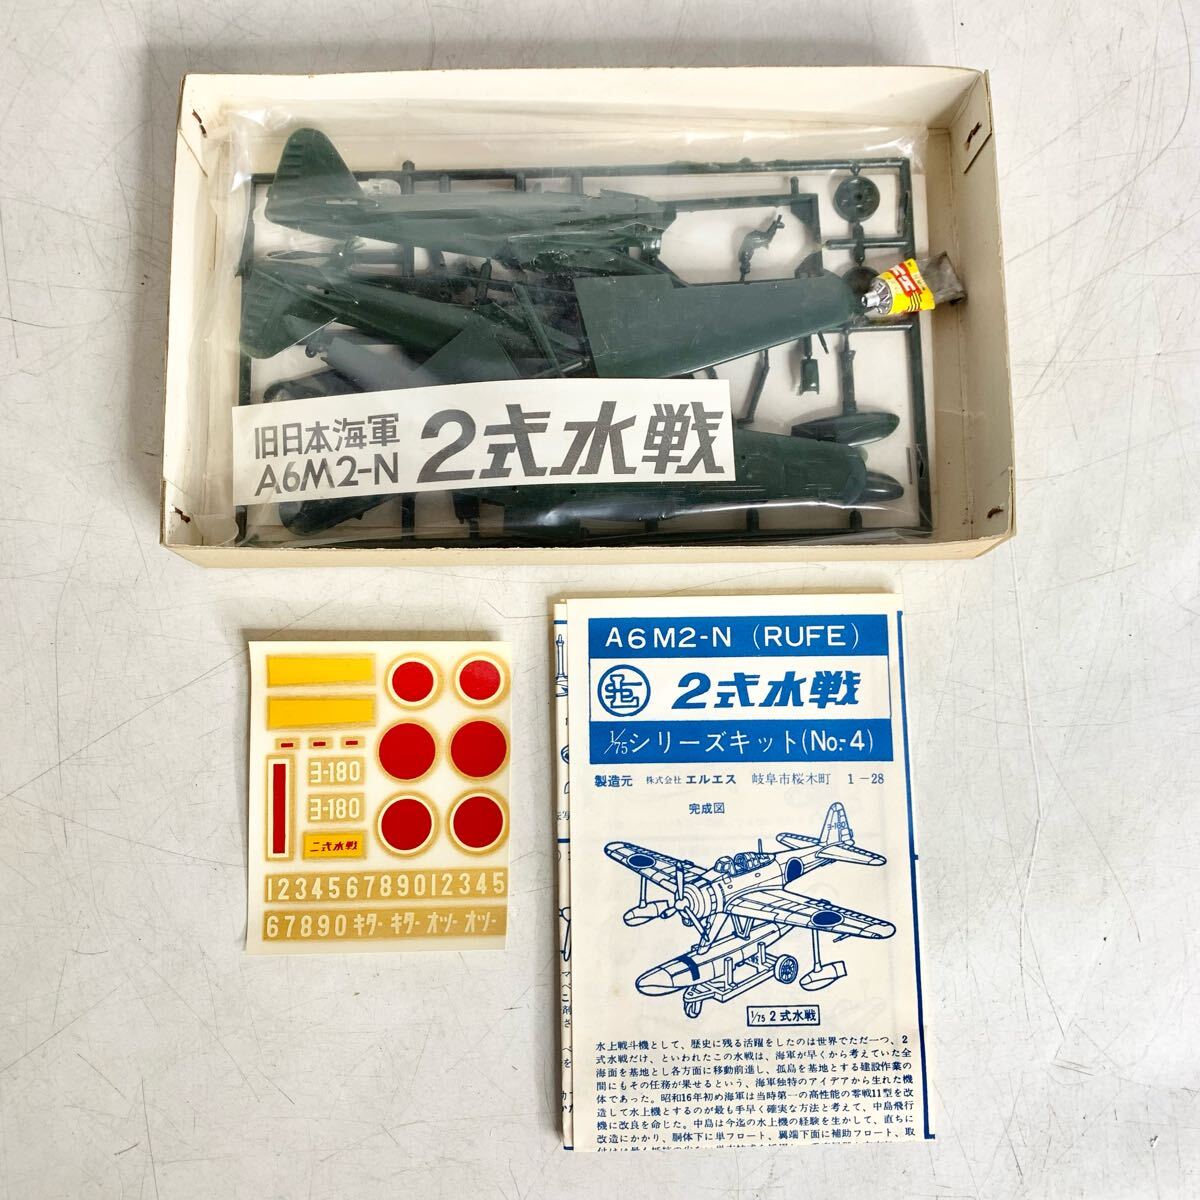 旧日本海軍
A6M2-N
2式水戦
ヨ-180
ヨ-180
二式水戦
123456789012345
67890 キター キター オツー オツー
A6M2-N (RUFE)
2式水戦
1/75シリーズキット(No.-4)
製造元 株式会社 エルエス 岐阜市桜木町 1-28
完成図
ヨ-180
1/75 2式水戦
水上戦斗機として、歴史に残る活躍をしたのは世界でただ一つ、2
式水戦だけ、といわれたこの水戦は、海軍が早くから考えていた全
海面を基地とし各方面に移動前進し、孤島を基地とする建設作業の
間にもその任務が果せるという、海軍独特のアイデアから生れた機
体であった。昭和16年初め海軍は当時第一の高性能の零戦11型を改
造して水上機とするのが最も手早く確実な方法と考えて、中島飛行
機に改良を命じた。中島は今迄の水上機の経験を生かして、直ちに
改造にかかり、胴体下に単フロート、翼端下面に補助フロート、取